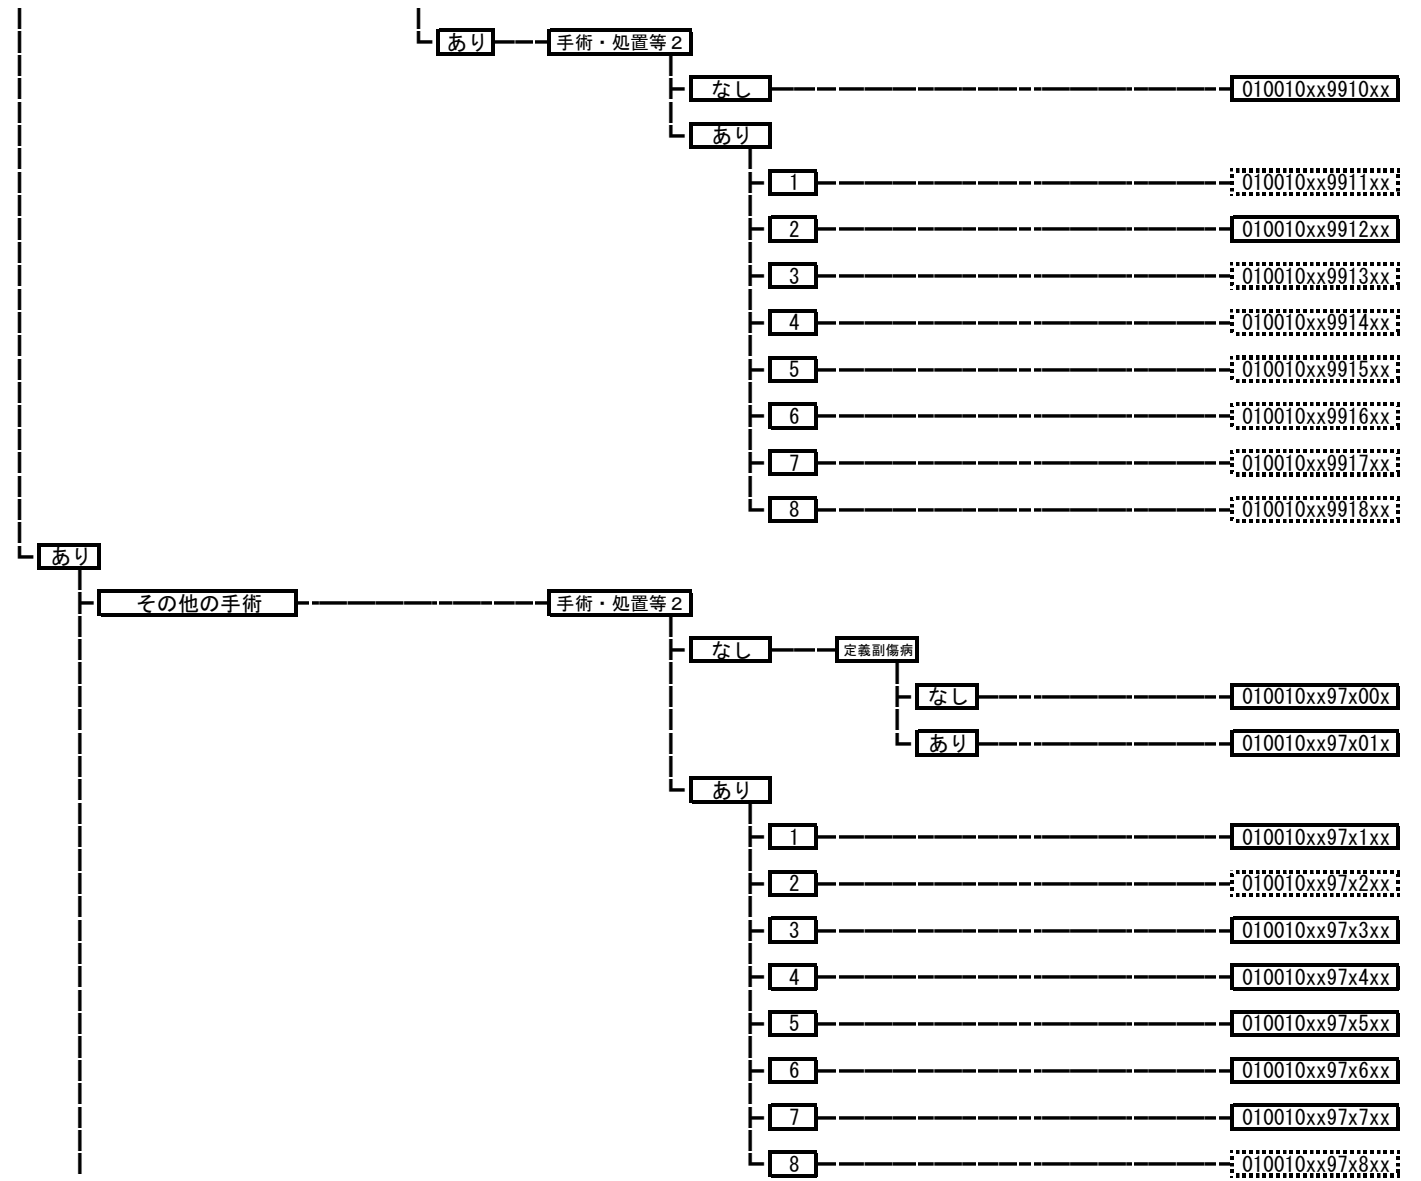 あり 手術・処置等２
なし 010010xx9910xx
あり
1 010010xx9911xx
2 010010xx9912xx
3 010010xx9913xx
4 010010xx9914xx
5 010010xx9915xx
6 010010xx9916xx
7 010010xx9917xx
8 010010xx9918xx
あり
その他の手術 手術・処置等２
なし 定義副傷病
なし 010010xx97x00x
あり 010010xx97x01x
あり
1 010010xx97x1xx
2 010010xx97x2xx
3 010010xx97x3xx
4 010010xx97x4xx
5 010010xx97x5xx
6 010010xx97x6xx
7 010010xx97x7xx
8 010010xx97x8xx